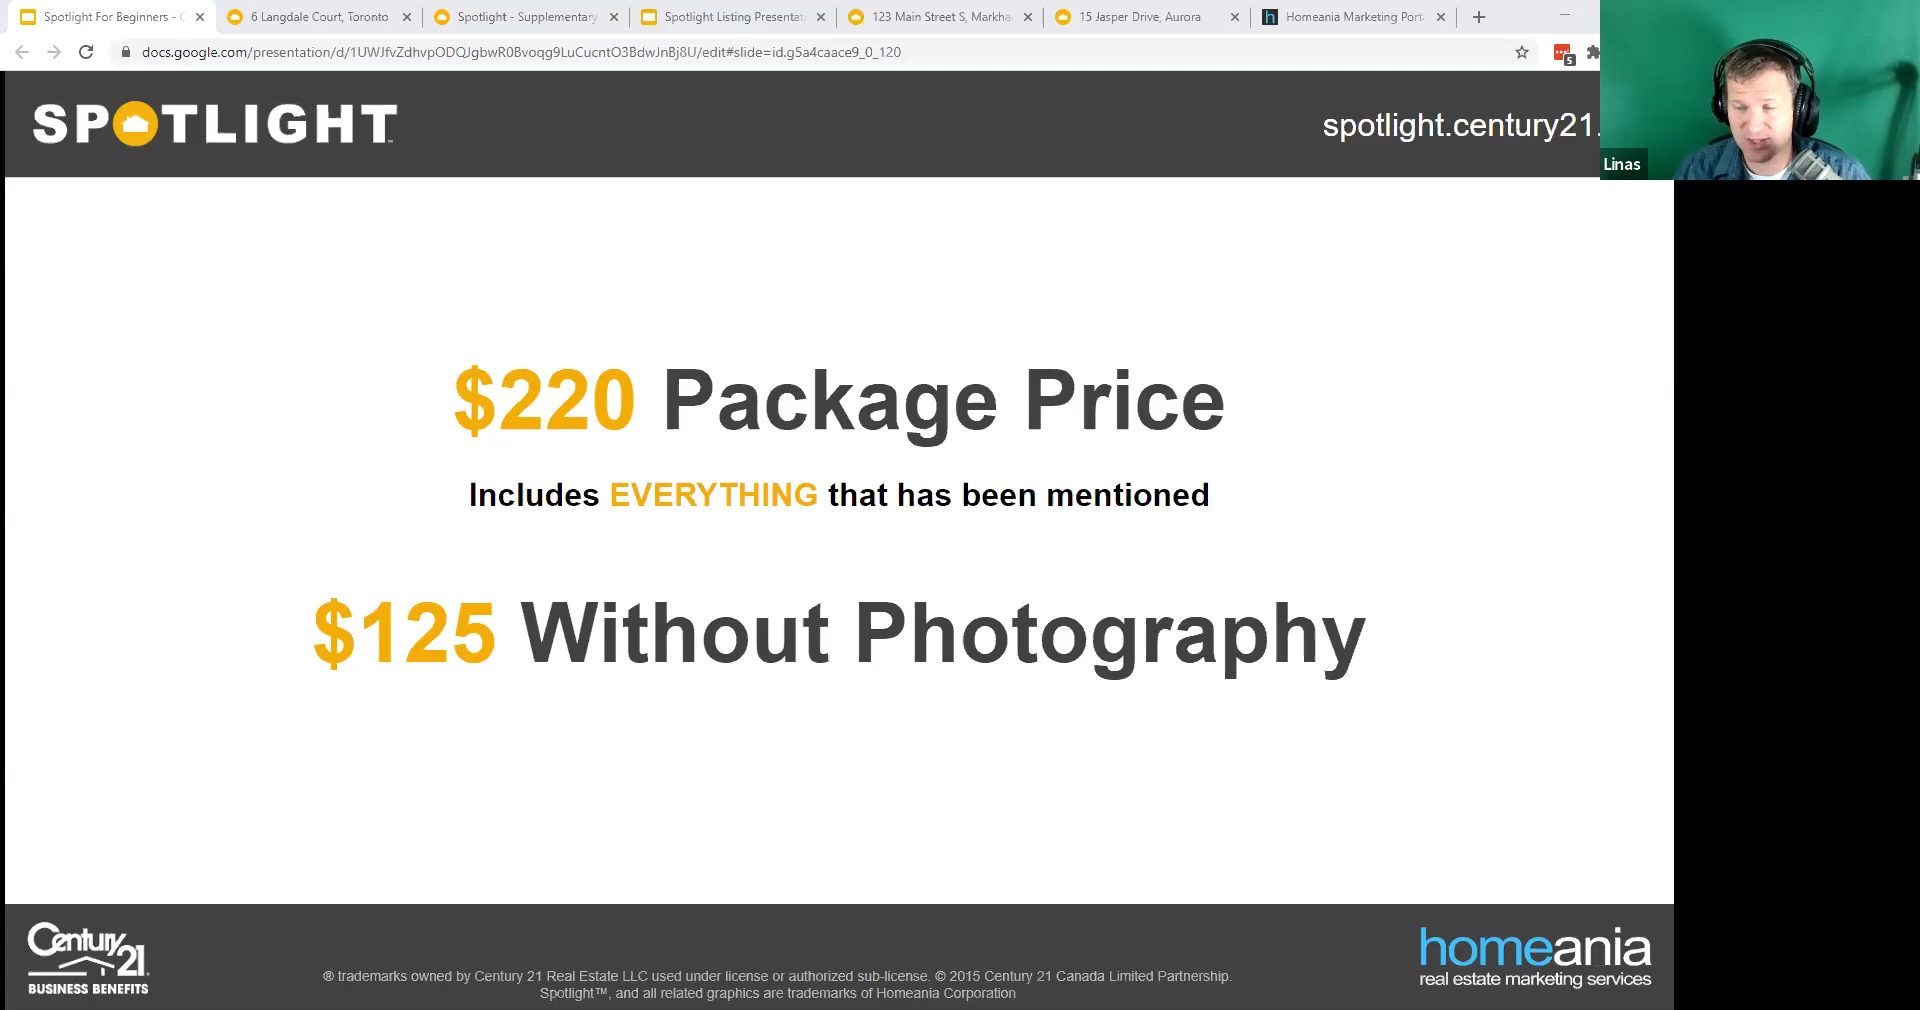 Spotlight For Beginners - C
6 Langdale Court, Toronto
Spotlight - Supplementary
Spotlight Listing Presentat
123 Main Street S, Markha
15 Jasper Drive, Aurora
h
Homeania Marketing Port
docs.google.com/presentation/d/1UWJfvZdhvpODQJgbwR0Bvoqg9LuCucntO3BdwJnBj8U/edit#slide=id.g5a4caace9_0_120
5
SPOTLIGHT
spotlight.century21.
Linas
$220 Package Price
Includes EVERYTHING that has been mentioned
$125 Without Photography
Century 21
BUSINESS BENEFITS
® trademarks owned by Century 21 Real Estate LLC used under license or authorized sub-license. © 2015 Century 21 Canada Limited Partnership.
Spotlight™, and all related graphics are trademarks of Homeania Corporation
homeania
real estate marketing services